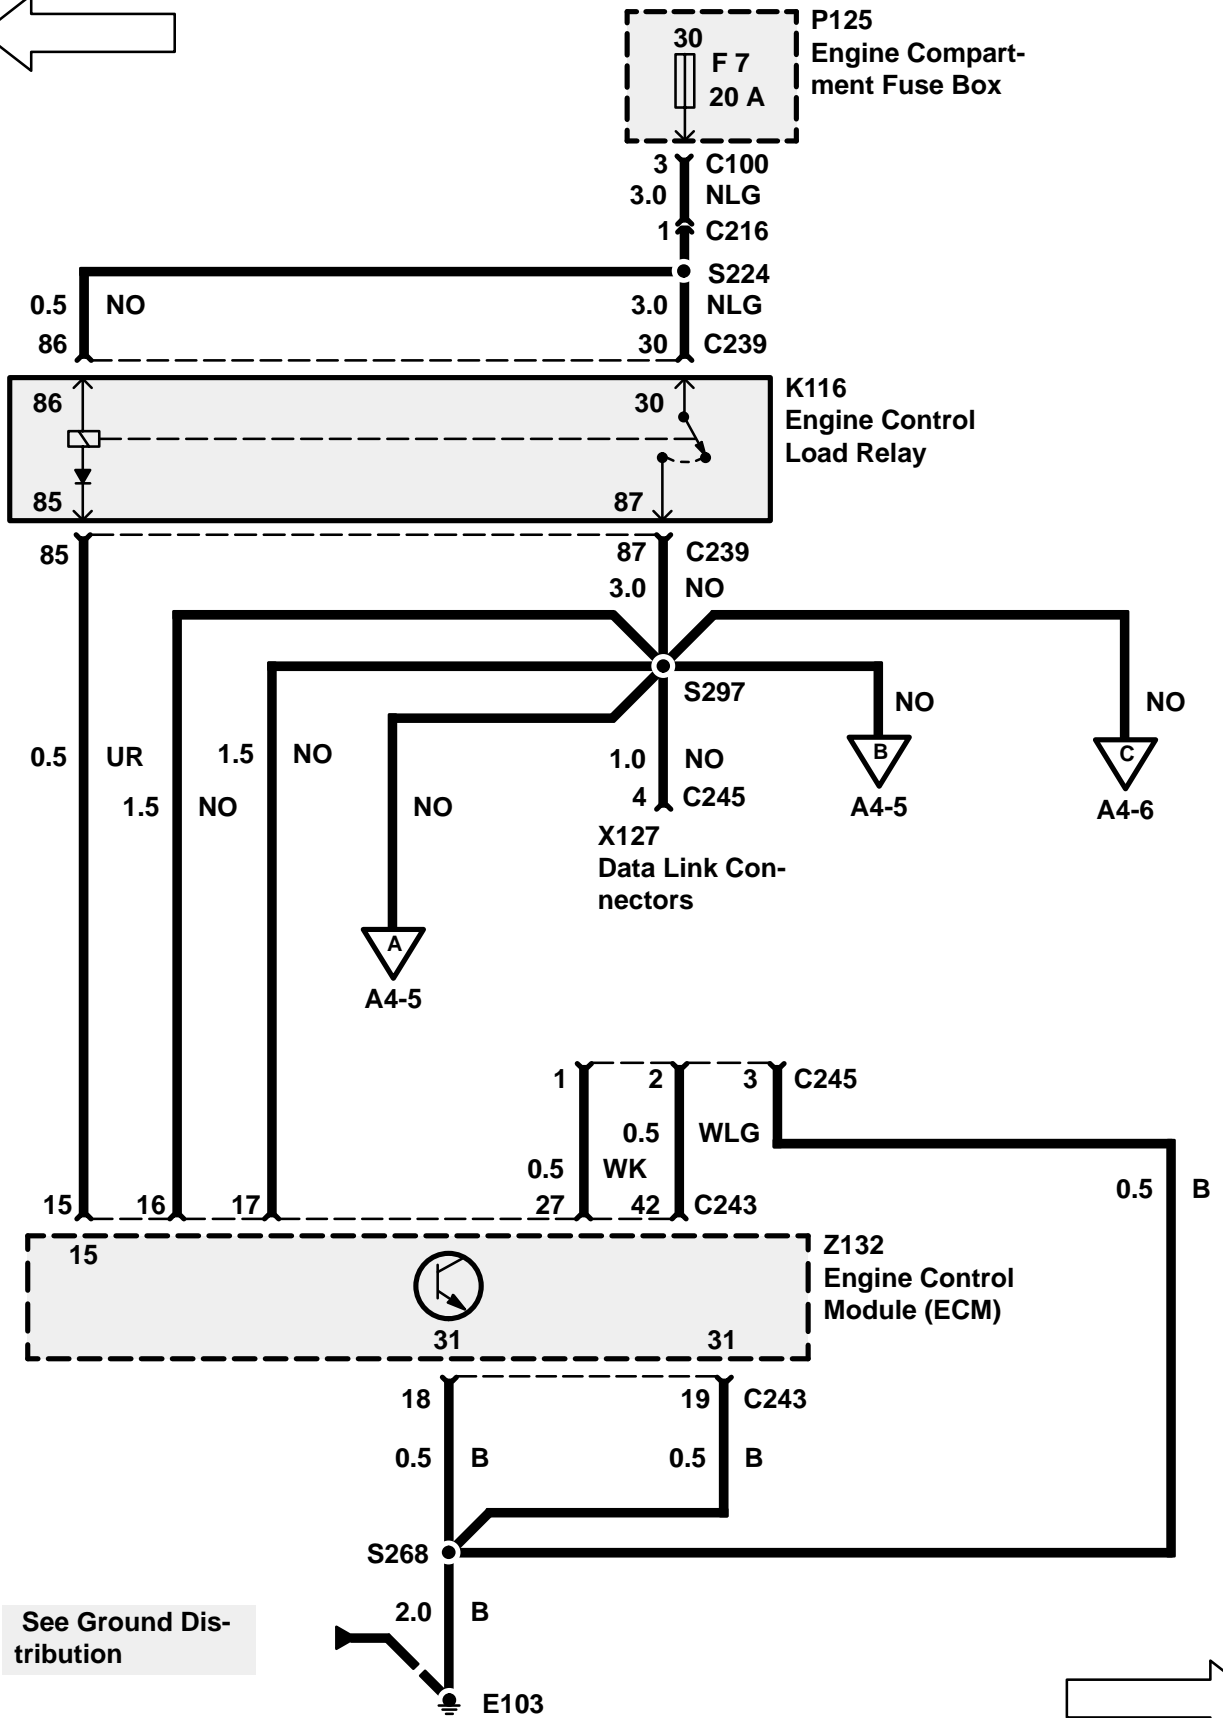 P125
Engine Compart-
ment Fuse Box
30
F 7
20 A
3 C100
3.0 NLG
1 C216
S224
0.5 NO 3.0 NLG
86 30 C239
86 30
K116
Engine Control
Load Relay
85 87
85 87 C239
3.0 NO
S297
NO NO
0.5 UR 1.5 NO 1.0 NO
B C
1.5 NO NO 4 C245
A4-5 A4-6
X127
Data Link Con-
nectors
A
A4-5
1 2 3 C245
0.5 WLG
0.5 WK
0.5 B
15 16 17 27 42 C243
15
Z132
Engine Control
Module (ECM)
31 31
18 19 C243
0.5 B 0.5 B
S268
2.0 B
See Ground Dis-
tribution
E103